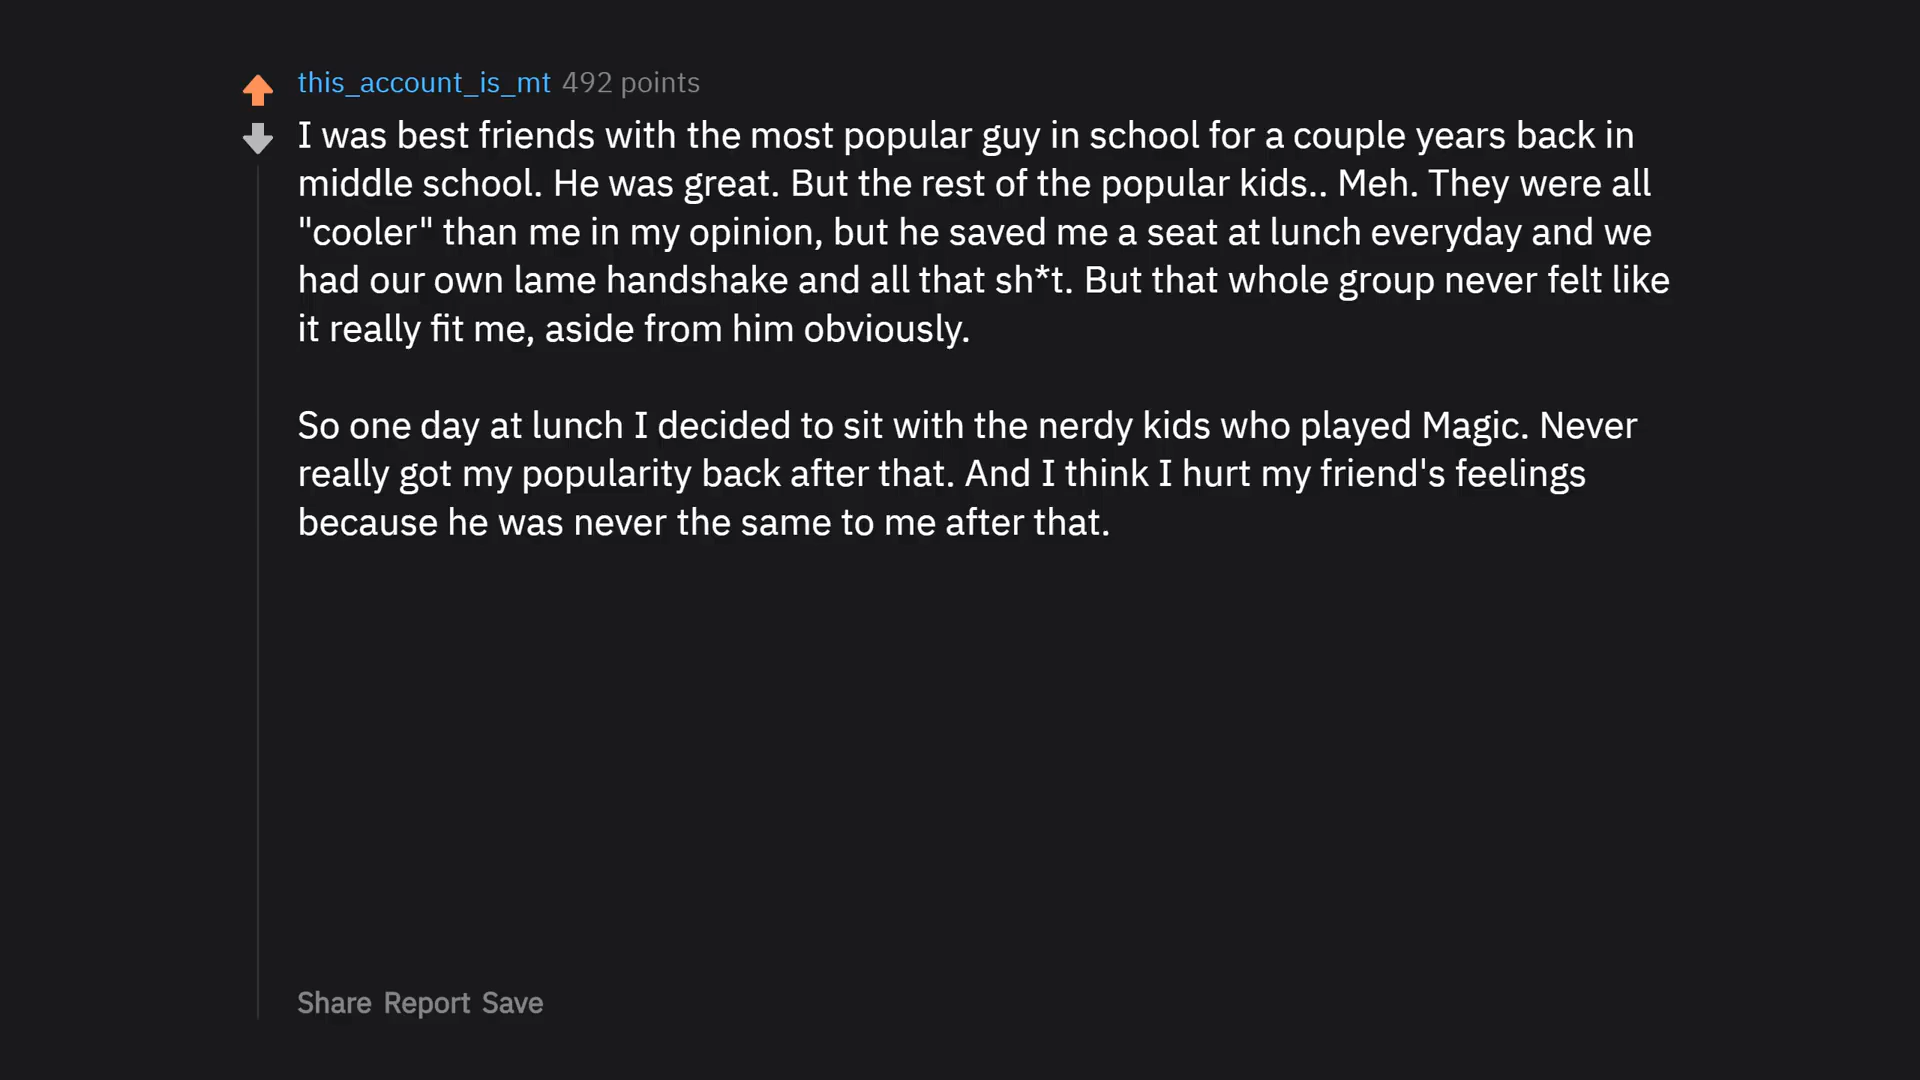 this_account_is_mt 492 points
I was best friends with the most popular guy in school for a couple years back in
middle school. He was great. But the rest of the popular kids.. Meh. They were all
"cooler" than me in my opinion, but he saved me a seat at lunch everyday and we
had our own lame handshake and all that sh*t. But that whole group never felt like
it really fit me, aside from him obviously.
So one day at lunch I decided to sit with the nerdy kids who played Magic. Never
really got my popularity back after that. And I think I hurt my friend's feelings
because he was never the same to me after that.
Share Report Save